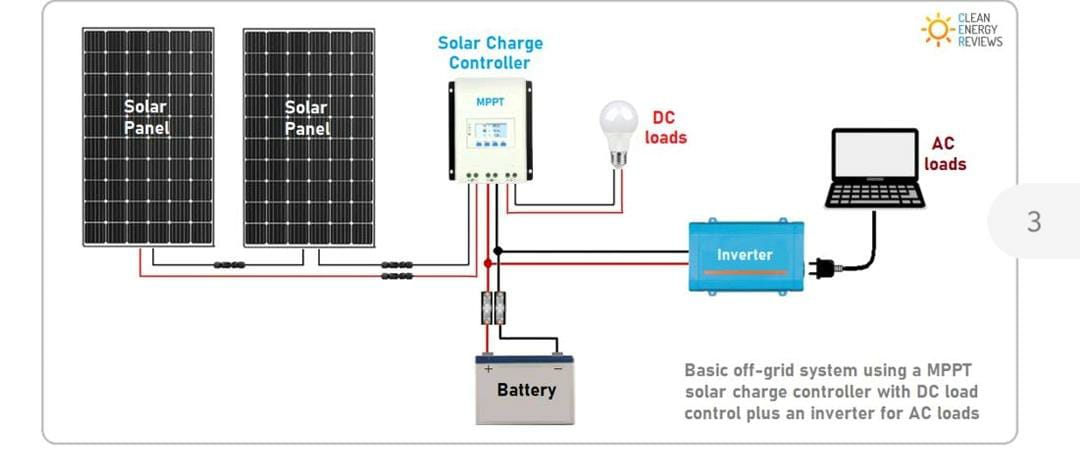 CLEAN
ENERGY
REVIEWS
Solar Charge
Controller
Solar
Panel
Solar
Panel
MPPT
DC
loads
AC
loads
3
Inverter
+ −
Battery
Basic off-grid system using a MPPT
solar charge controller with DC load
control plus an inverter for AC loads